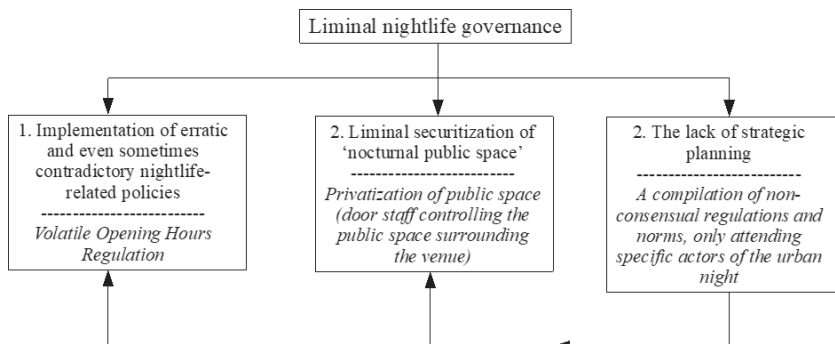 Liminal nightlife governance
1. Implementation of erratic
and even sometimes
contradictory nightlife-
related policies
--------------------------
Volatile Opening Hours
Regulation
2. Liminal securitization of
‘nocturnal public space’
--------------------------
Privatization of public space
(door staff controlling the
public space surrounding
the venue)
2. The lack of strategic
planning
--------------------------
A compilation of non-
consensual regulations and
norms, only attending
specific actors of the urban
night